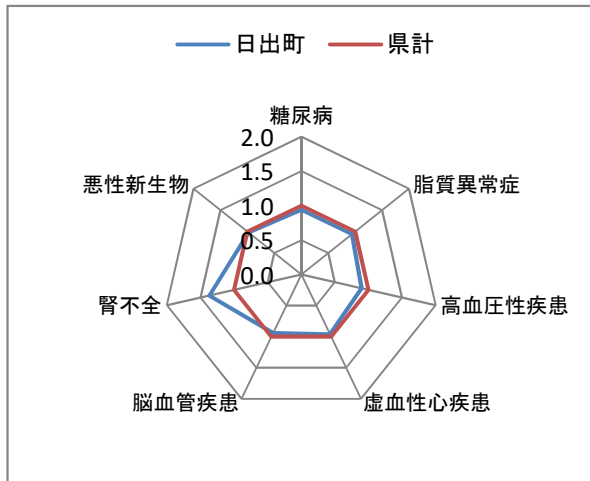 日出町 県計
糖尿病
2.0
1.5
1.0
0.5
0.0
脂質異常症
高血圧性疾患
虚血性心疾患
脳血管疾患
腎不全
悪性新生物